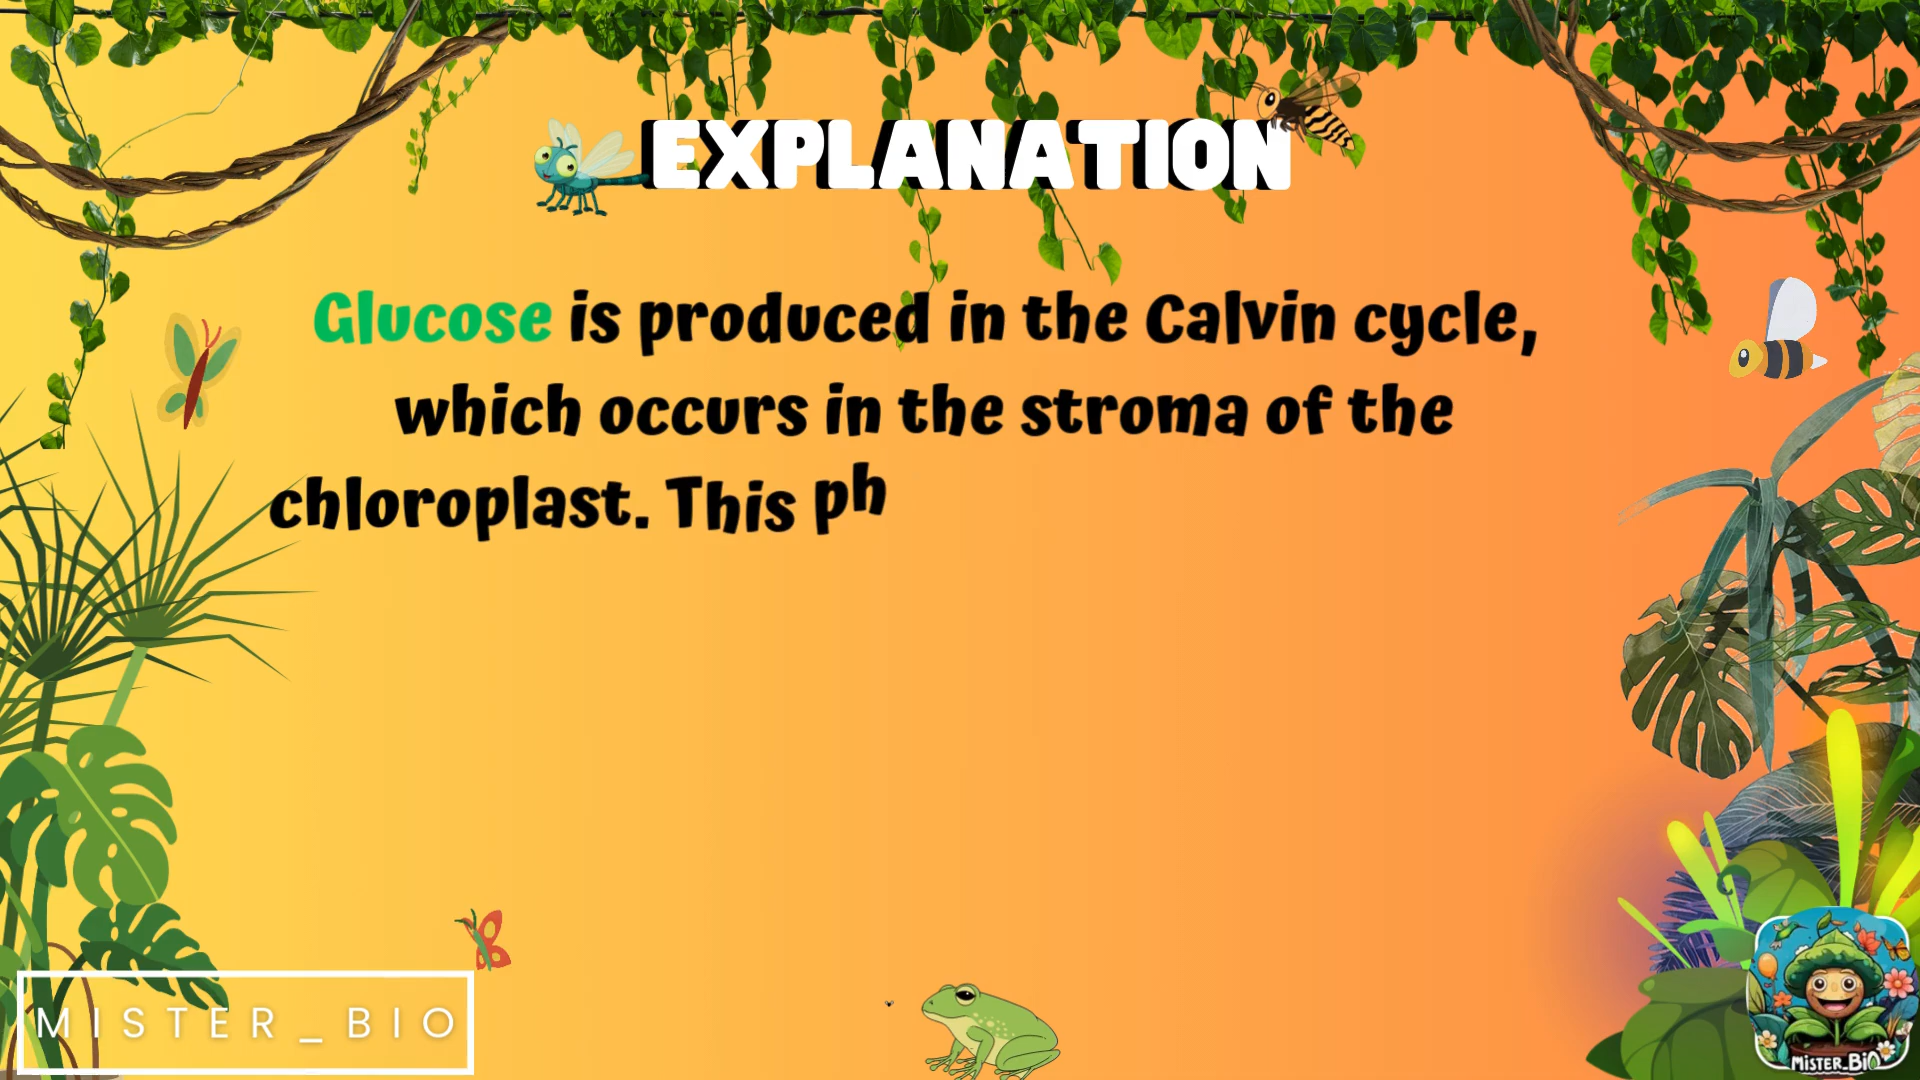 EXPLANATION
Glucose is produced in the Calvin cycle,
which occurs in the stroma of the
chloroplast. This ph
MISTER_BIO
MISTER_BIO